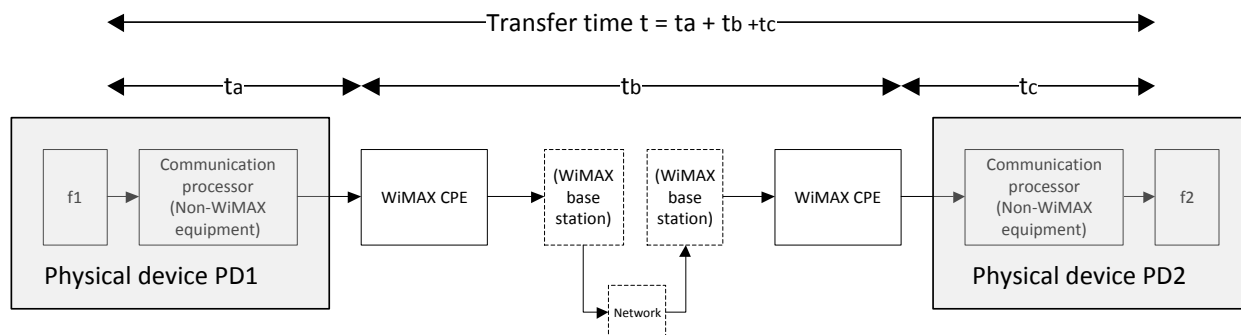 Transfer time t = ta + tb +tc
ta
tb
tc
f1
Communication
processor
(Non-WiMAX
equipment)
Physical device PD1
WiMAX CPE
(WiMAX
base
station)
Network
(WiMAX
base
station)
WiMAX CPE
Communication
processor
(Non-WiMAX
equipment)
f2
Physical device PD2